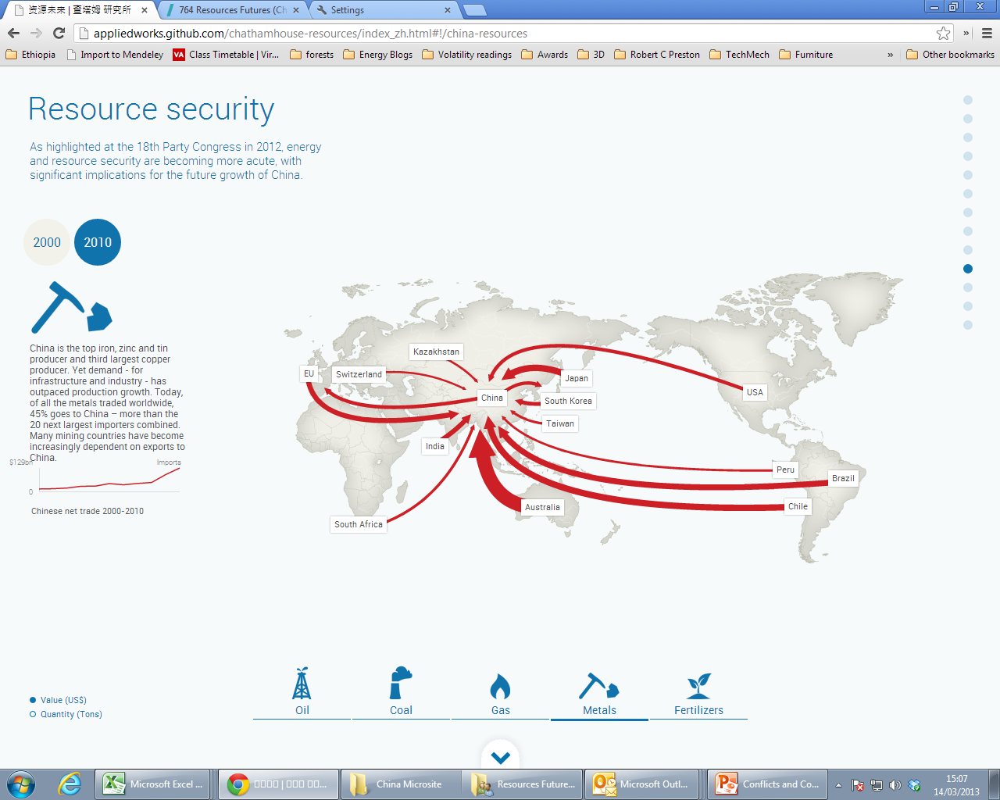 资源未来 | 查塔姆 研究所
764 Resources Futures (Ch
Settings
appliedworks.github.com/chathamhouse-resources/index_zh.html#!/china-resources
Ethiopia
Import to Mendeley
VA
Class Timetable | Vir...
forests
Energy Blogs
Volatility readings
Awards
3D
Robert C Preston
TechMech
Furniture
»
Other bookmarks
Resource security
As highlighted at the 18th Party Congress in 2012, energy
and resource security are becoming more acute, with
significant implications for the future growth of China.
2000
2010
China is the top iron, zinc and tin
producer and third largest copper
producer. Yet demand - for
infrastructure and industry - has
outpaced production growth. Today,
of all the metals traded worldwide,
45% goes to China – more than the
20 next largest importers combined.
Many mining countries have become
increasingly dependent on exports to
China.
$129bn
Imports
0
Chinese net trade 2000-2010
Kazakhstan
EU
Switzerland
Japan
USA
China
South Korea
Taiwan
India
Peru
Brazil
Australia
Chile
South Africa
Value (US$)
Quantity (Tons)
Oil
Coal
Gas
Metals
Fertilizers
Microsoft Excel ...
China Microsite
Resources Future...
Microsoft Outl...
Conflicts and Co...
15:07
14/03/2013